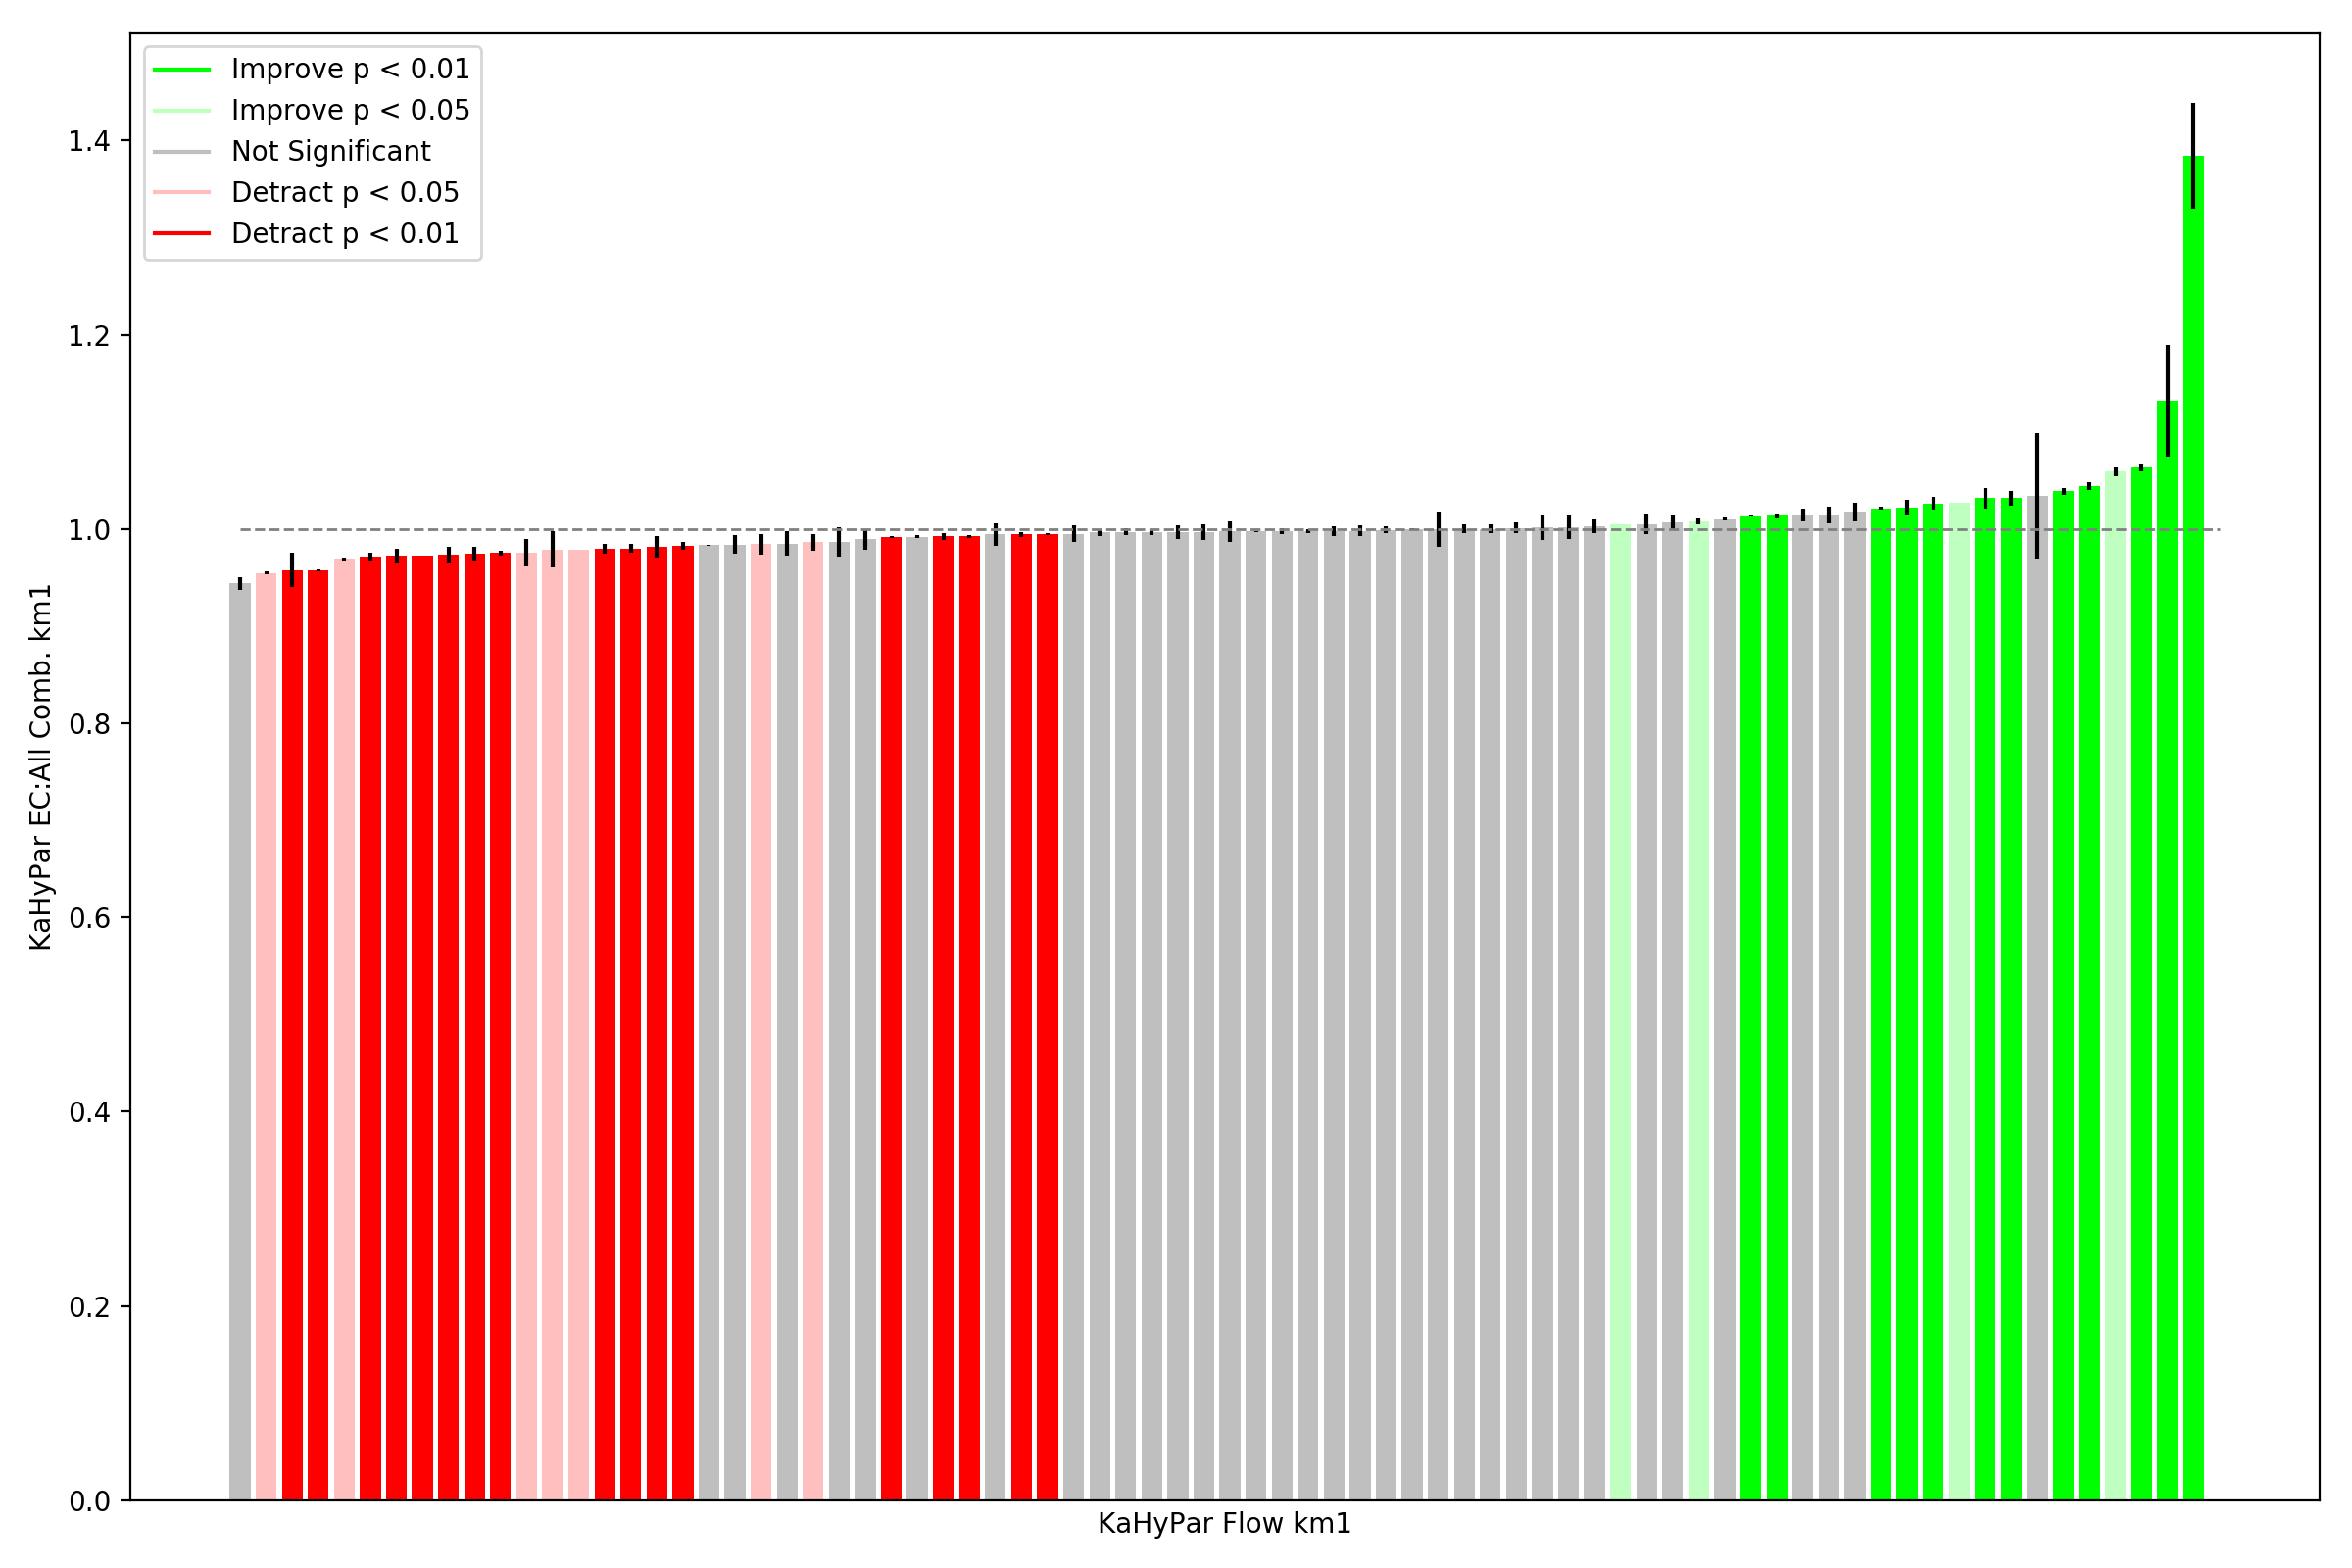 Improve p < 0.01
Improve p < 0.05
Not Significant
Detract p < 0.05
Detract p < 0.01
1.4
1.2
1.0
0.8
0.6
0.4
0.2
0.0
KaHyPar EC:All Comb. km1
KaHyPar Flow km1